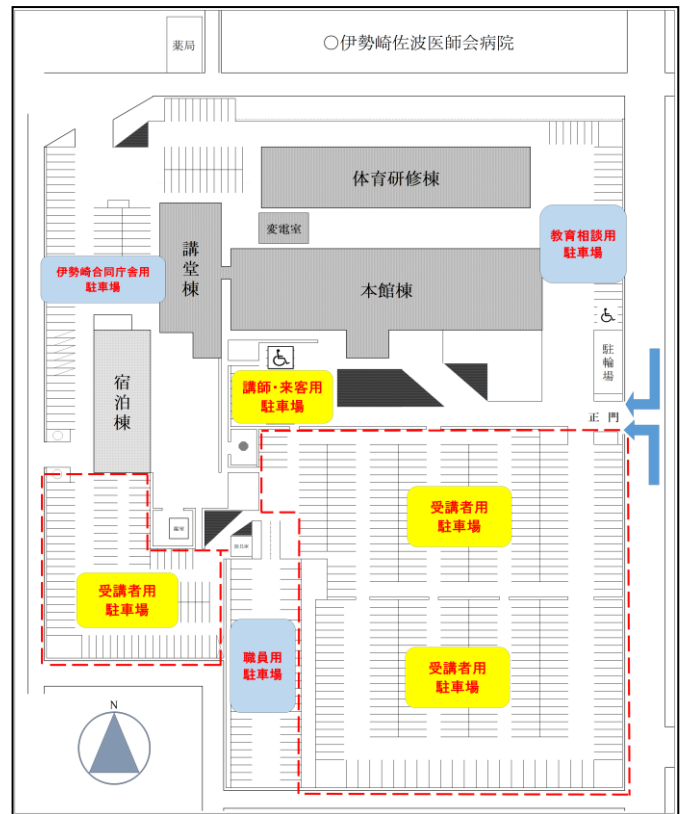 薬局
○伊勢崎佐波医師会病院
体育研修棟
変電室
教育相談用
駐車場
講堂棟
伊勢崎合同庁舎用
駐車場
本館棟
駐輪場
宿泊棟
講師・来客用
駐車場
正 門
受講者用
駐車場
受講者用
駐車場
職員用
駐車場
受講者用
駐車場
N